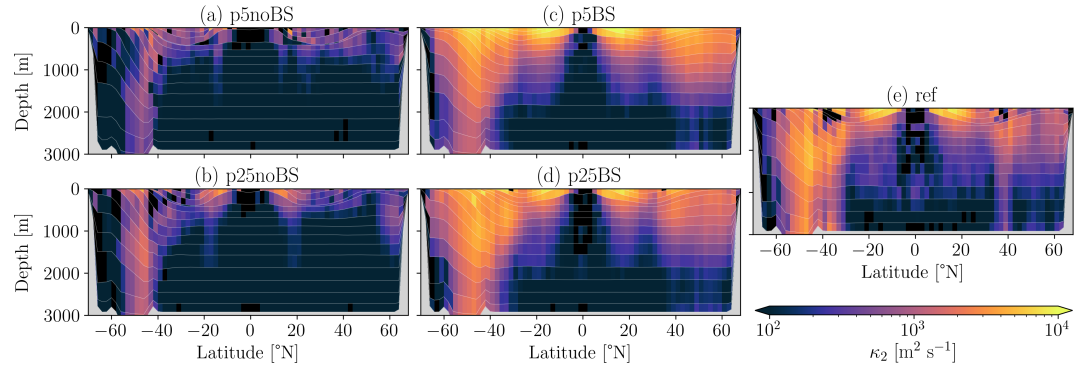 (a) p5noBS
(c) p5BS
0
1000
2000
3000
Depth [m]
(b) p25noBS
(d) p25BS
0
1000
2000
3000
Depth [m]
−60 −40 −20 0 20 40 60
Latitude [°N]
−60 −40 −20 0 20 40 60
Latitude [°N]
(e) ref
−60 −40 −20 0 20 40 60
Latitude [°N]
10² 10³ 10⁴
κ₂ [m² s⁻¹]